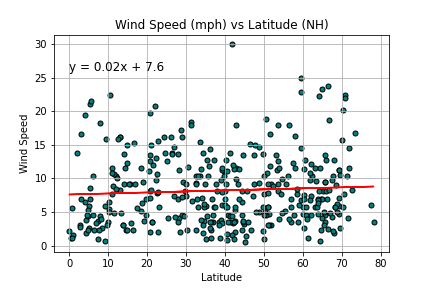 Wind Speed (mph) vs Latitude (NH)
30
25
20
15
10
5
0
y = 0.02x + 7.6
Wind Speed
0 10 20 30 40 50 60 70 80
Latitude